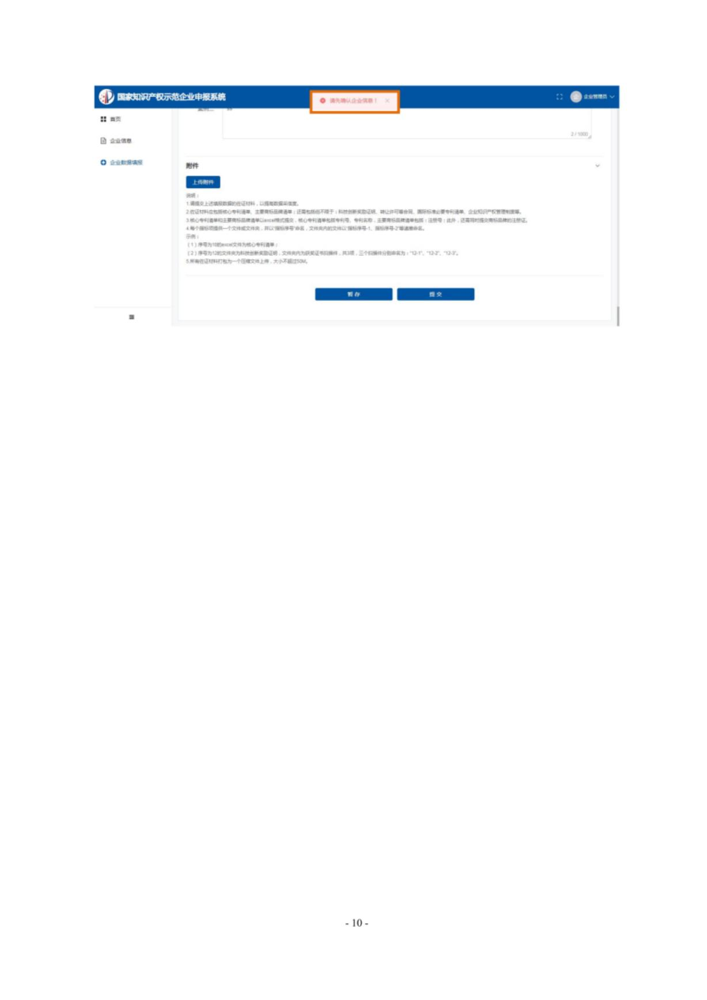 国家知识产权示范企业申报系统
请先确认企业信息！
企业管理员
首页
2 / 1000
企业信息
企业数据填报
附件
上传附件
说明：
1.请提交上述填报数据的佐证材料，以提高数据采信度。
2.佐证材料应包括核心专利清单、主要商标品牌清单；还需包括但不限于：科技创新奖励证明、转让许可等合同、国际标准必要专利清单、企业知识产权管理制度等。
3.核心专利清单和主要商标品牌清单以excel格式提交，核心专利清单包括专利号、专利名称，主要商标品牌清单包括：注册号；此外，还需同时提交商标品牌的注册证。
4.每个指标项提供一个文件或文件夹，并以“指标序号”命名，文件夹内的文件以“指标序号-1、指标序号-2”等递推命名。
示例：
（1）序号为10的excel文件为核心专利清单；
（2）序号为12的文件夹为科技创新奖励证明，文件夹内为获奖证书扫描件，共3项，三个扫描件分别命名为：“12-1”、“12-2”、“12-3”。
5.所有佐证材料打包为一个压缩文件上传，大小不超过50M。
暂存
提交
- 10 -